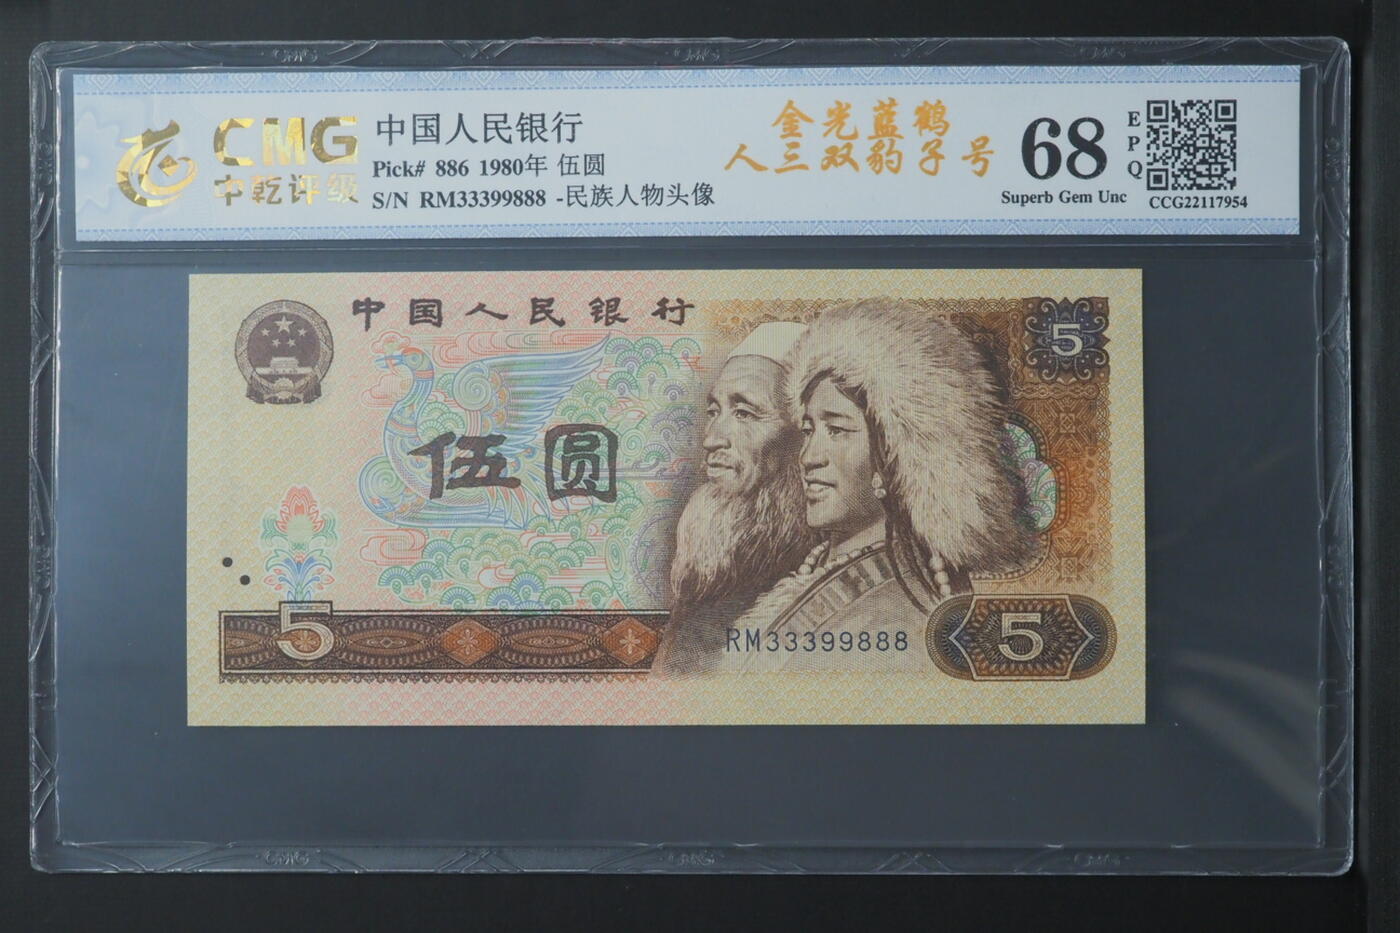 CMG
中乾评级
中国人民银行
Pick# 886 1980年 伍圆
S/N RM33399888 -民族人物头像
金光蓝鹤
人三双豹子号
68
EPQ
Superb Gem Unc
CCG22117954
中国人民银行
5
伍圆
RM33399888
5
5